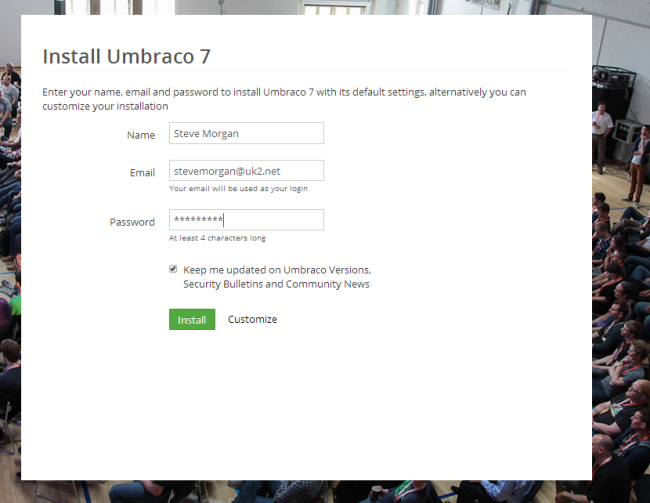 Install Umbraco 7
Enter your name, email and password to install Umbraco 7 with its default settings, alternatively you can
customize your installation
Name Steve Morgan
Email stevemorgan@uk2.net
Your email will be used as your login
Password *********
At least 4 characters long
Keep me updated on Umbraco Versions,
Security Bulletins and Community News
Install Customize